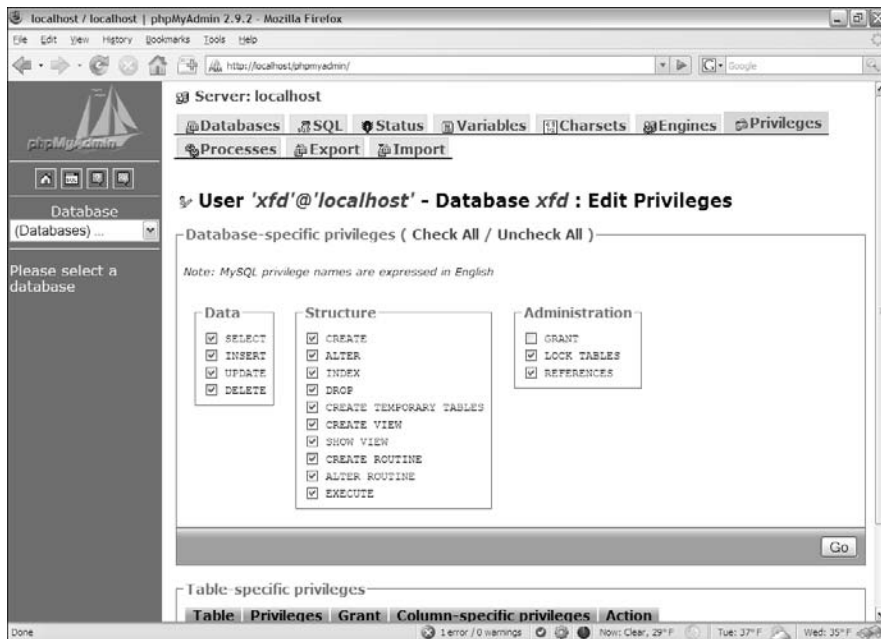 localhost / localhost | phpMyAdmin 2.9.2 - Mozilla Firefox
File Edit View History Bookmarks Tools Help
http://localhost/phpmyadmin/
Google
phpMyAdmin
Database
(Databases) ...
Please select a
database
Server: localhost
Databases SQL Status Variables Charsets Engines Privileges
Processes Export Import
User 'xfd'@'localhost' - Database xfd : Edit Privileges
Database-specific privileges ( Check All / Uncheck All )
Note: MySQL privilege names are expressed in English
Data
SELECT
INSERT
UPDATE
DELETE
Structure
CREATE
ALTER
INDEX
DROP
CREATE TEMPORARY TABLES
CREATE VIEW
SHOW VIEW
CREATE ROUTINE
ALTER ROUTINE
EXECUTE
Administration
GRANT
LOCK TABLES
REFERENCES
Go
Table-specific privileges
Table Privileges Grant Column-specific privileges Action
Done
1 error / 0 warnings
Now: Clear, 29° F
Tue: 37° F
Wed: 35° F